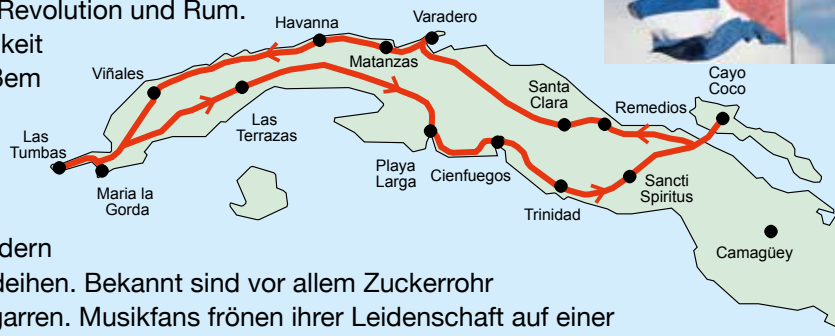 Revolution und Rum.
keit
ßem
Havanna
Varadero
Matanzas
Viñales
Las
Terrazas
Las
Tumbas
Maria la
Gorda
Playa
Larga
Cienfuegos
Trinidad
Sancti
Spiritus
Santa
Clara
Remedios
Cayo
Coco
Camagüey
dern
deihen. Bekannt sind vor allem Zuckerrohr
garren. Musikfans frönen ihrer Leidenschaft auf einer